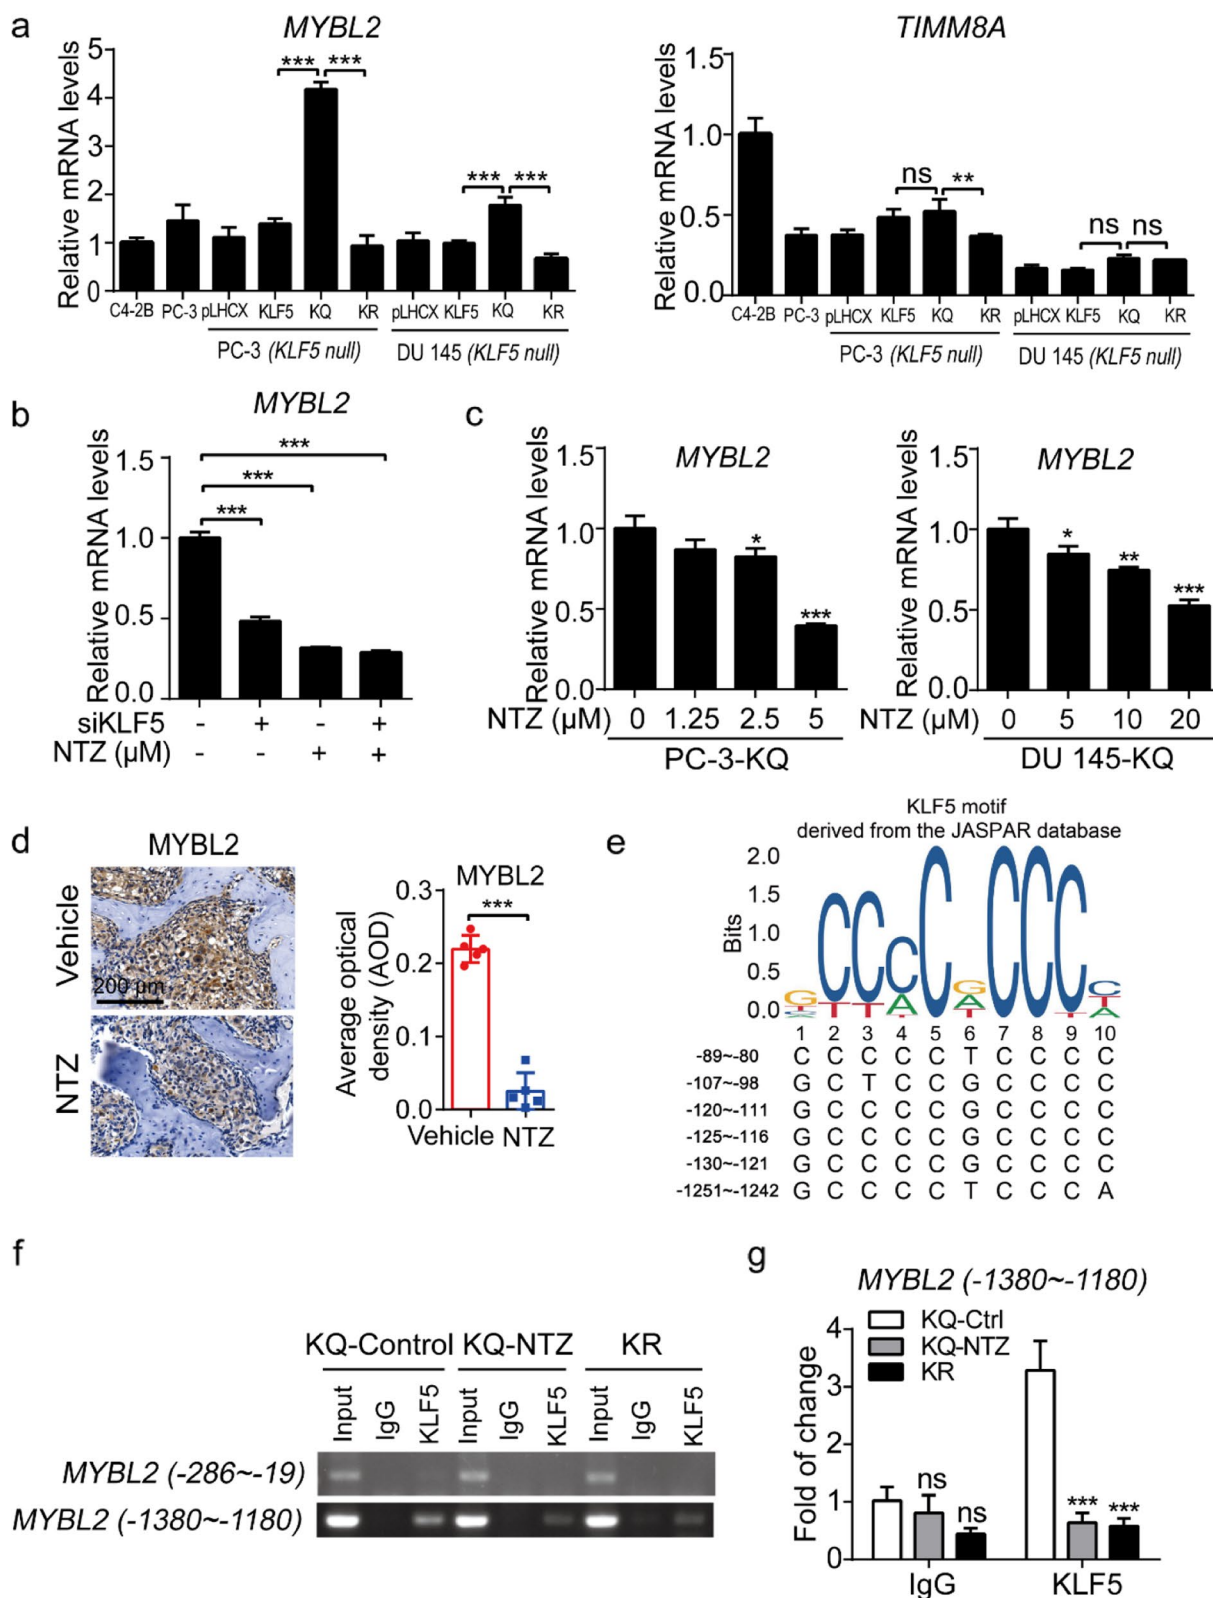 a
MYBL2
Relative mRNA levels
5
4
3
2
1
0
*** ***
*** ***
C4-2B PC-3 pLHCX KLF5 KQ KR pLHCX KLF5 KQ KR
PC-3 (KLF5 null) DU 145 (KLF5 null)
TIMM8A
Relative mRNA levels
1.5
1.0
0.5
0.0
ns **
ns ns
C4-2B PC-3 pLHCX KLF5 KQ KR pLHCX KLF5 KQ KR
PC-3 (KLF5 null) DU 145 (KLF5 null)
b
MYBL2
Relative mRNA levels
1.5
1.0
0.5
0.0
***
***
***
siKLF5 - + - +
NTZ (μM) - - + +
c
MYBL2
Relative mRNA levels
1.5
1.0
0.5
0.0
*
***
NTZ (μM) 0 1.25 2.5 5
PC-3-KQ
MYBL2
Relative mRNA levels
1.5
1.0
0.5
0.0
*
**
***
NTZ (μM) 0 5 10 20
DU 145-KQ
d
MYBL2
Vehicle
200 μm
NTZ
MYBL2
Average optical
density (AOD)
0.3
0.2
0.1
0.0
***
Vehicle NTZ
e
KLF5 motif
derived from the JASPAR database
Bits
2.0
1.5
1.0
0.5
0.0
1 2 3 4 5 6 7 8 9 10
-89~-80 C C C C C T C C C C
-107~-98 G C T C C G C C C C
-120~-111 G C C C C G C C C C
-125~-116 G C C C C G C C C C
-130~-121 G C C C C G C C C C
-1251~-1242 G C C C C T C C C A
f
KQ-Control KQ-NTZ KR
Input IgG KLF5 Input IgG KLF5 Input IgG KLF5
MYBL2 (-286~-19)
MYBL2 (-1380~-1180)
g
MYBL2 (-1380~-1180)
KQ-Ctrl
KQ-NTZ
KR
Fold of change
4
3
2
1
0
ns
ns
*** ***
IgG KLF5